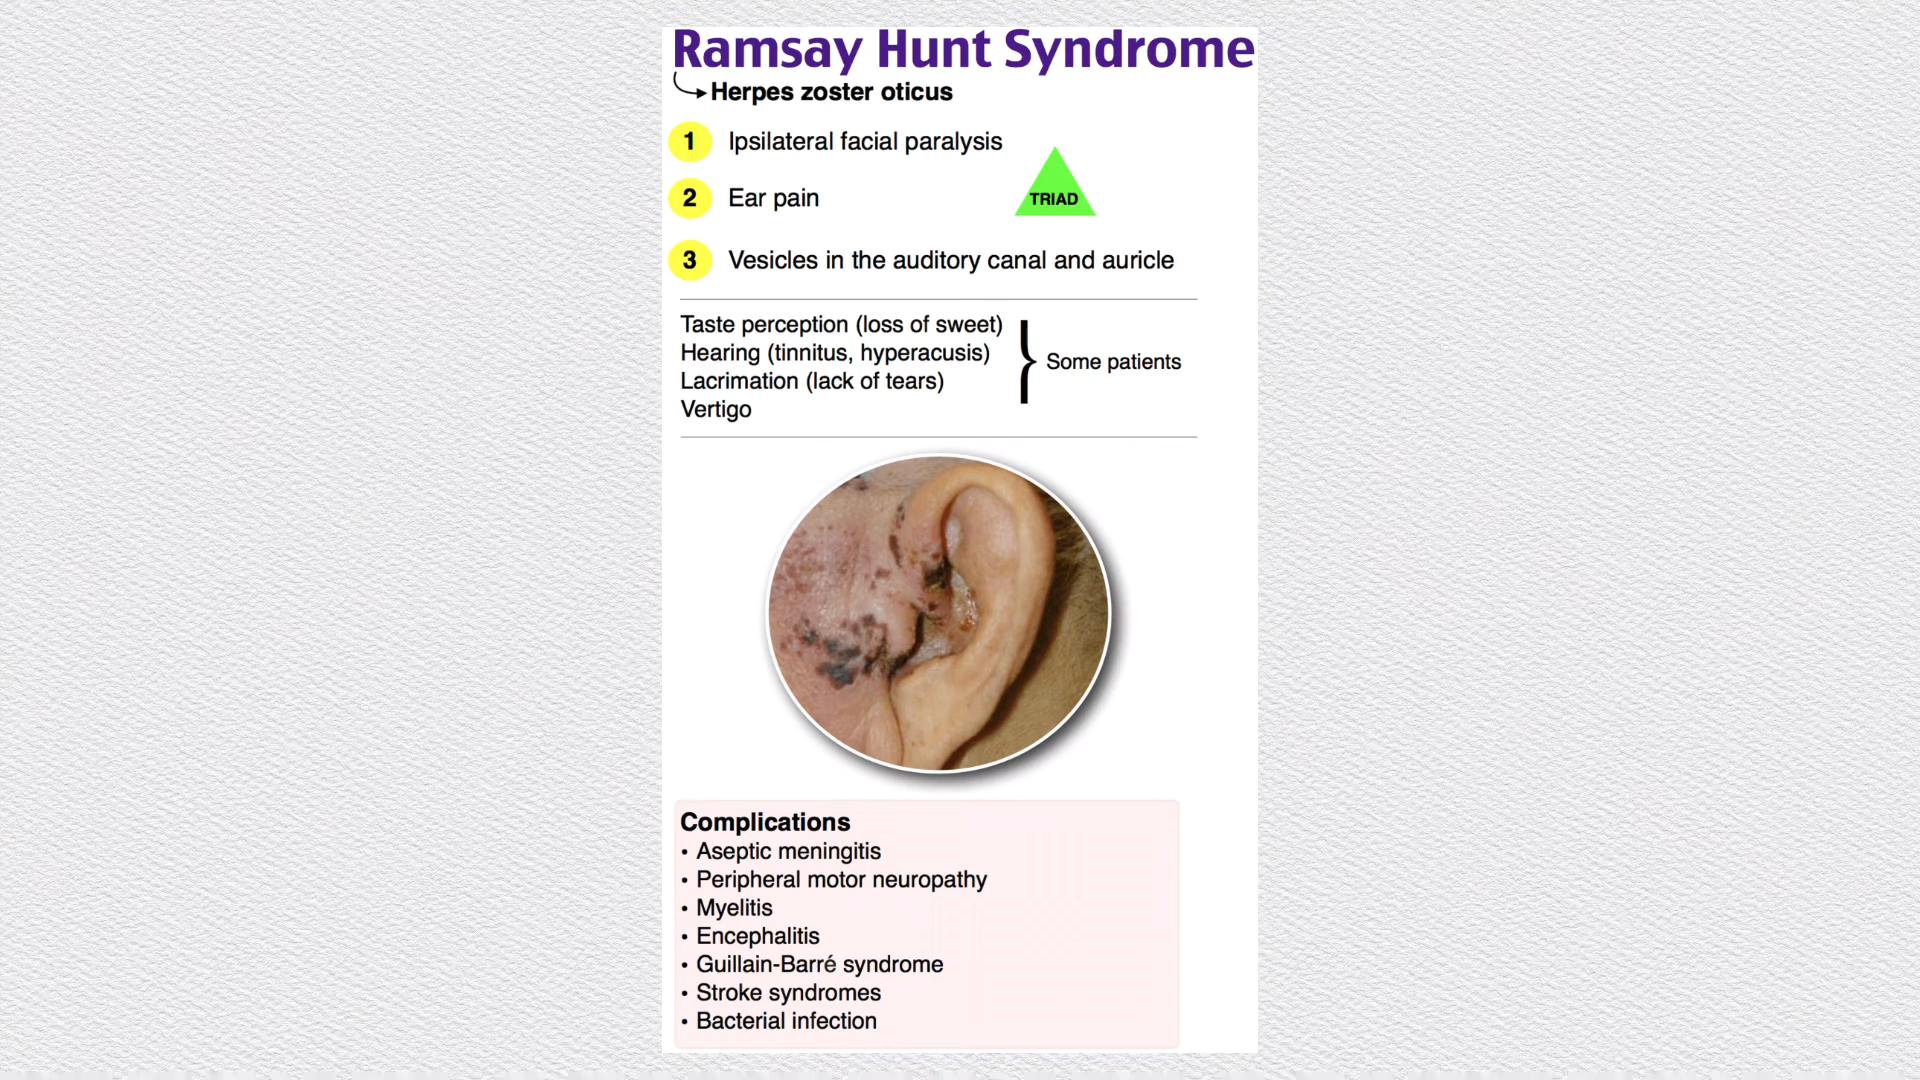 Ramsay Hunt Syndrome
Herpes zoster oticus
1 Ipsilateral facial paralysis
2 Ear pain
TRIAD
3 Vesicles in the auditory canal and auricle
Taste perception (loss of sweet)
Hearing (tinnitus, hyperacusis)
Lacrimation (lack of tears)
Vertigo
Some patients
Complications
• Aseptic meningitis
• Peripheral motor neuropathy
• Myelitis
• Encephalitis
• Guillain-Barré syndrome
• Stroke syndromes
• Bacterial infection